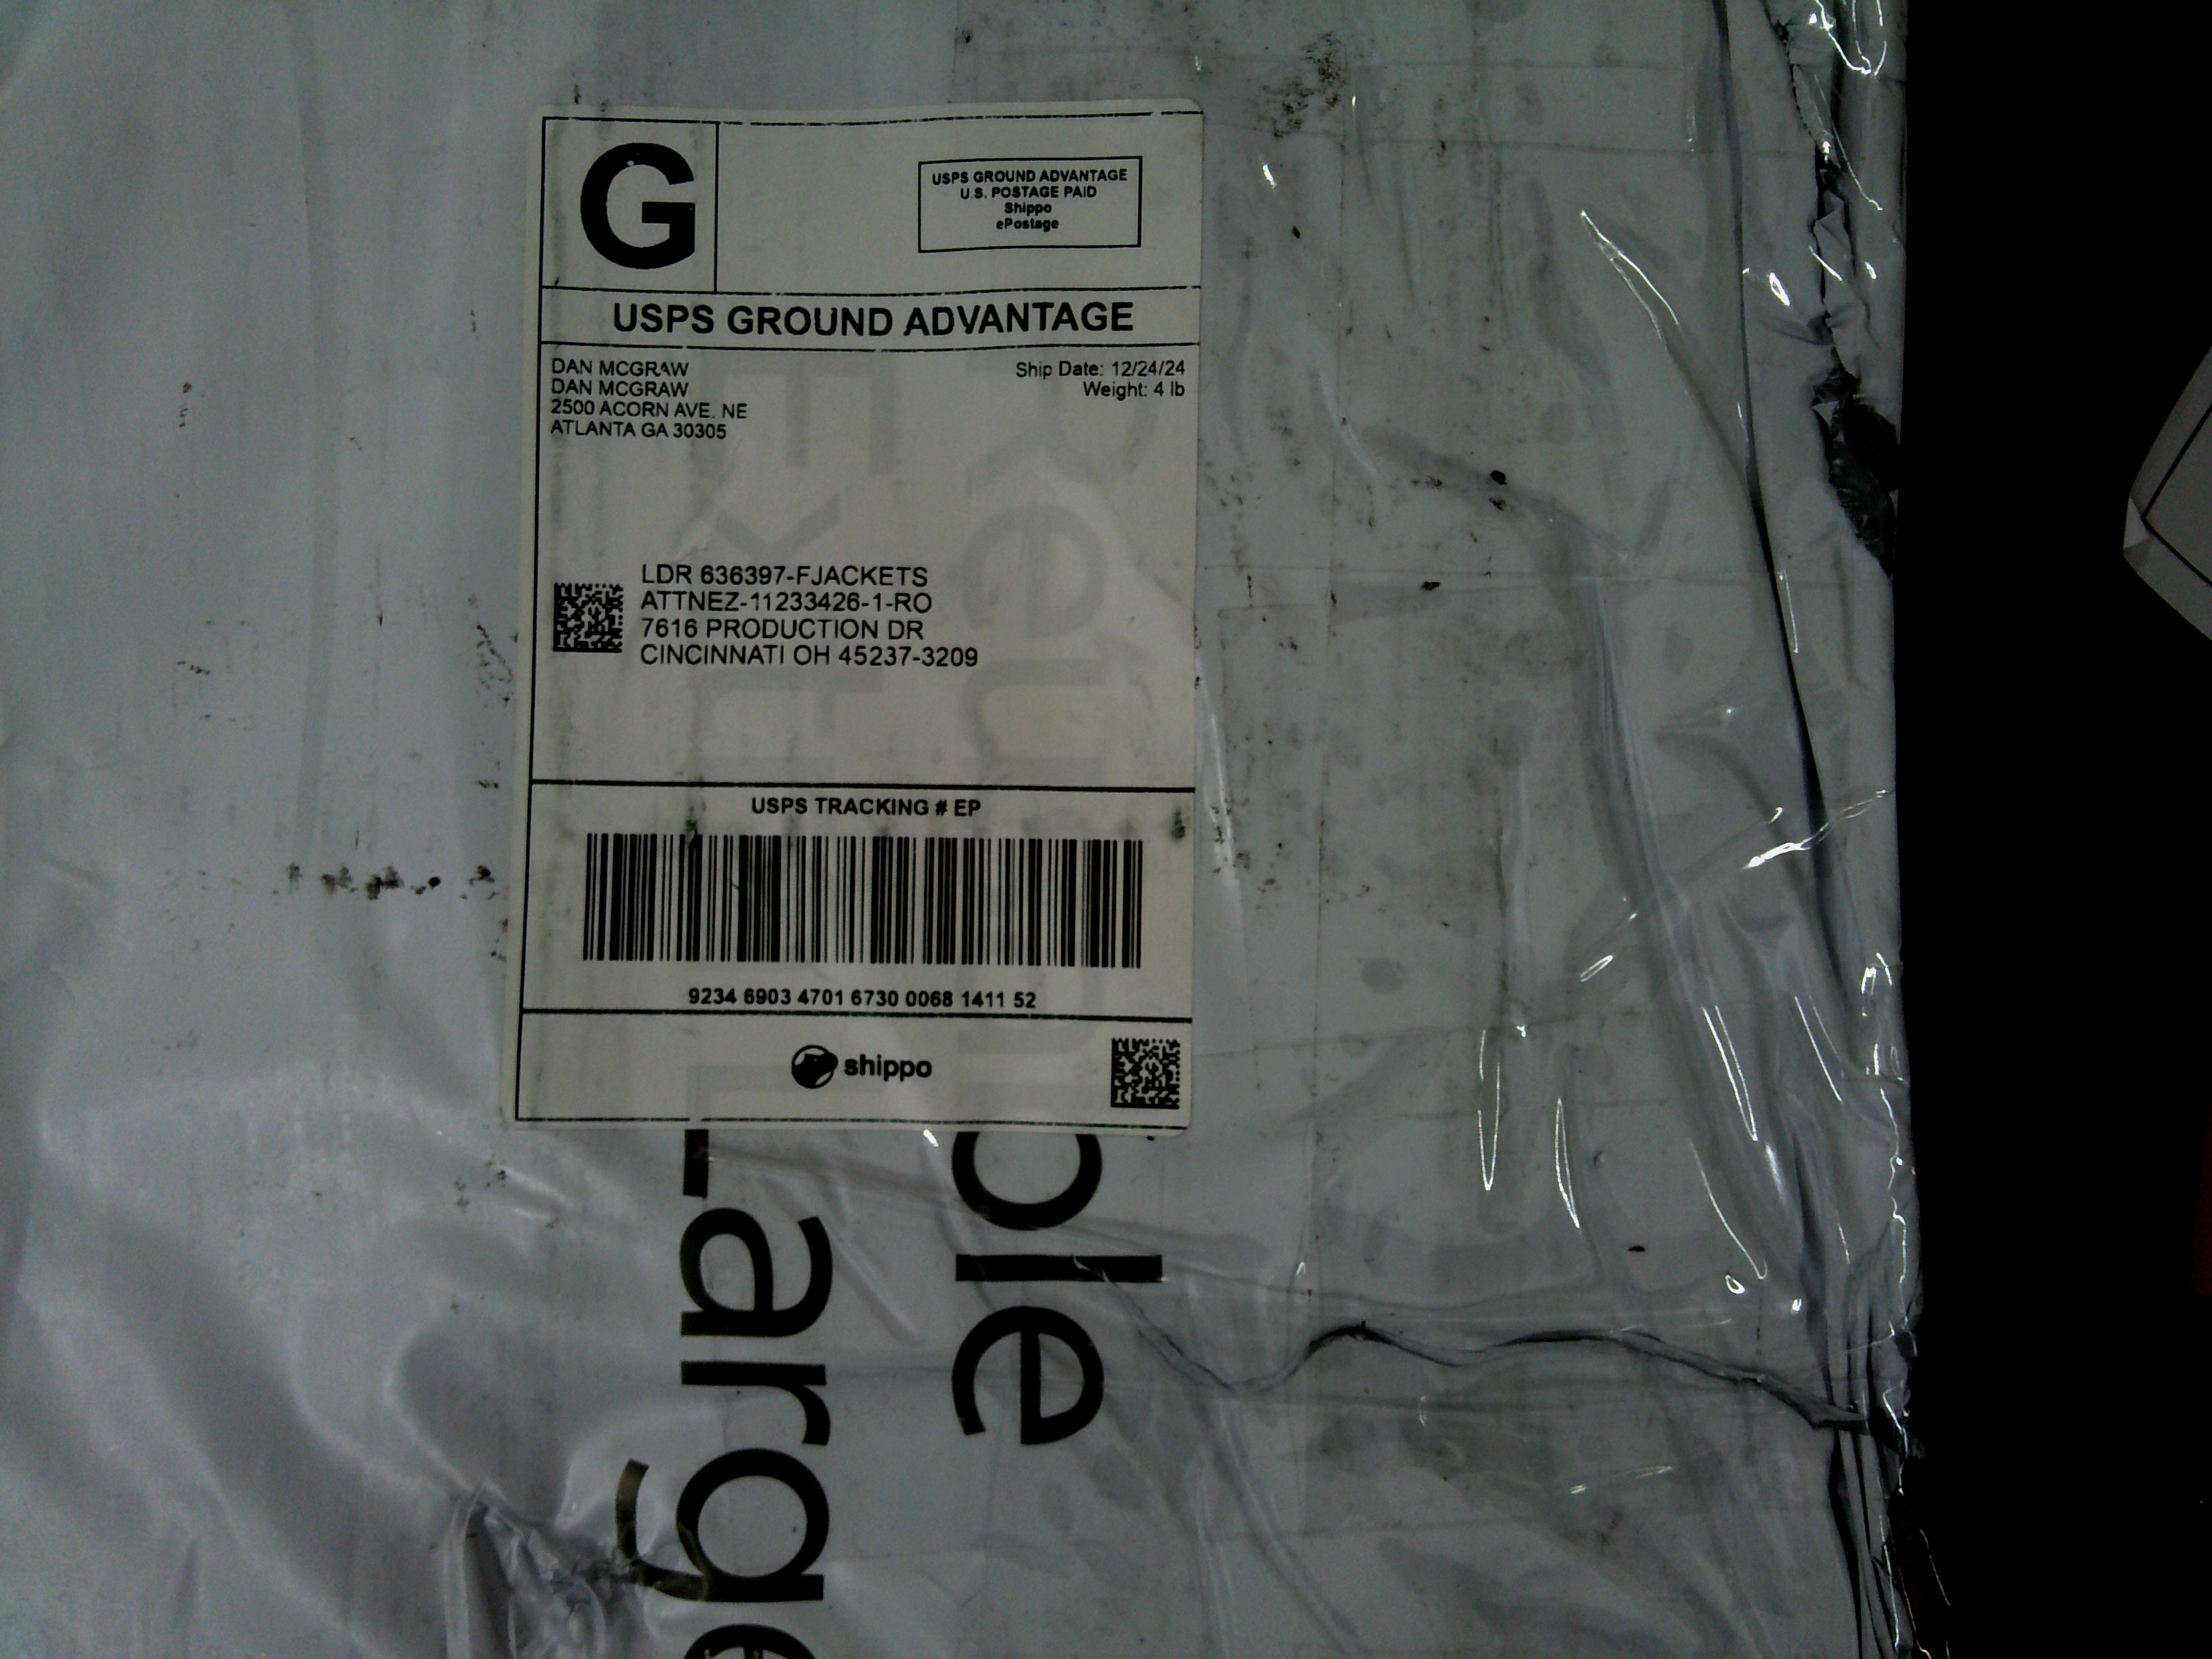 G
USPS GROUND ADVANTAGE
U.S. POSTAGE PAID
Shippo
ePostage
USPS GROUND ADVANTAGE
DAN MCGRAW
DAN MCGRAW
2500 ACORN AVE. NE
ATLANTA GA 30305
Ship Date: 12/24/24
Weight: 4 lb
LDR 636397-FJACKETS
ATTNEZ-11233426-1-RO
7616 PRODUCTION DR
CINCINNATI OH 45237-3209
USPS TRACKING # EP
9234 6903 4701 6730 0068 1411 52
shippo
ple
Large